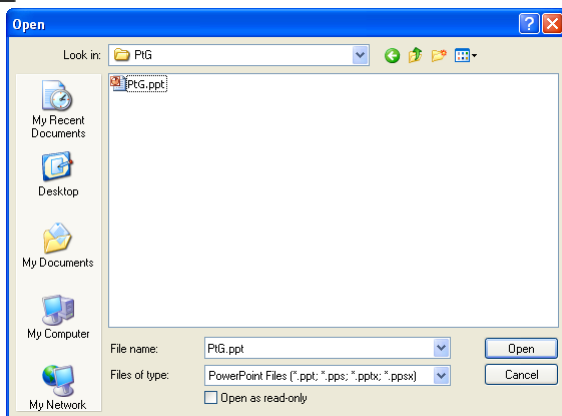 Open
Look in: PtG
PtG.ppt
My Recent
Documents
Desktop
My Documents
My Computer
My Network
File name: PtG.ppt Open
Files of type: PowerPoint Files (*.ppt; *.pps; *.pptx; *.ppsx) Cancel
Open as read-only